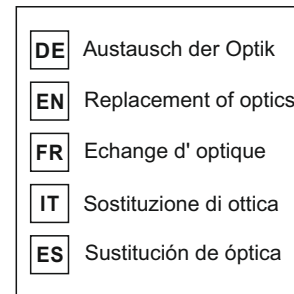 DE Austausch der Optik
EN Replacement of optics
FR Echange d' optique
IT Sostituzione di ottica
ES Sustitución de óptica